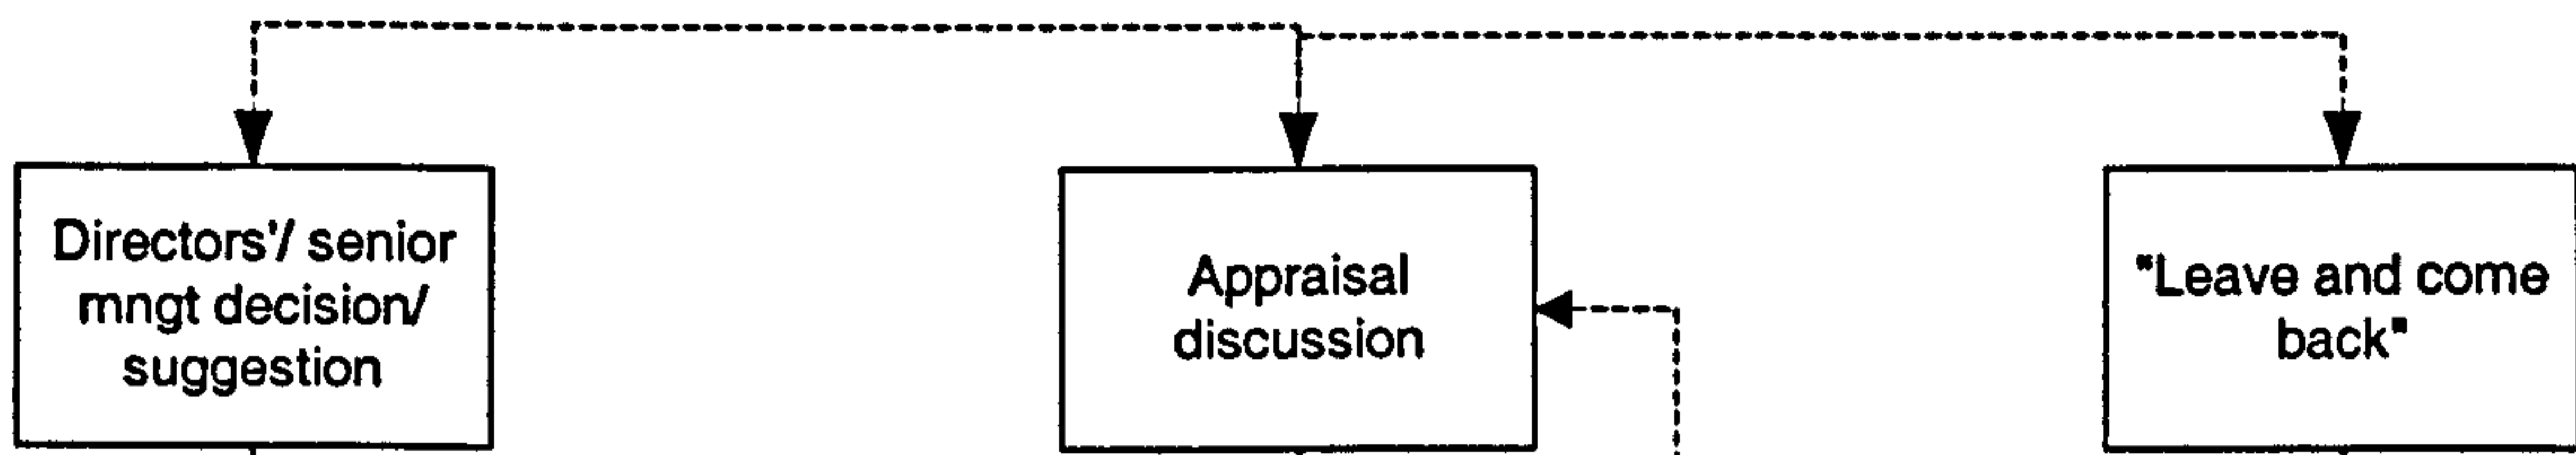 Directors'/ senior
mngt decision/
suggestion
Appraisal
discussion
"Leave and come
back"